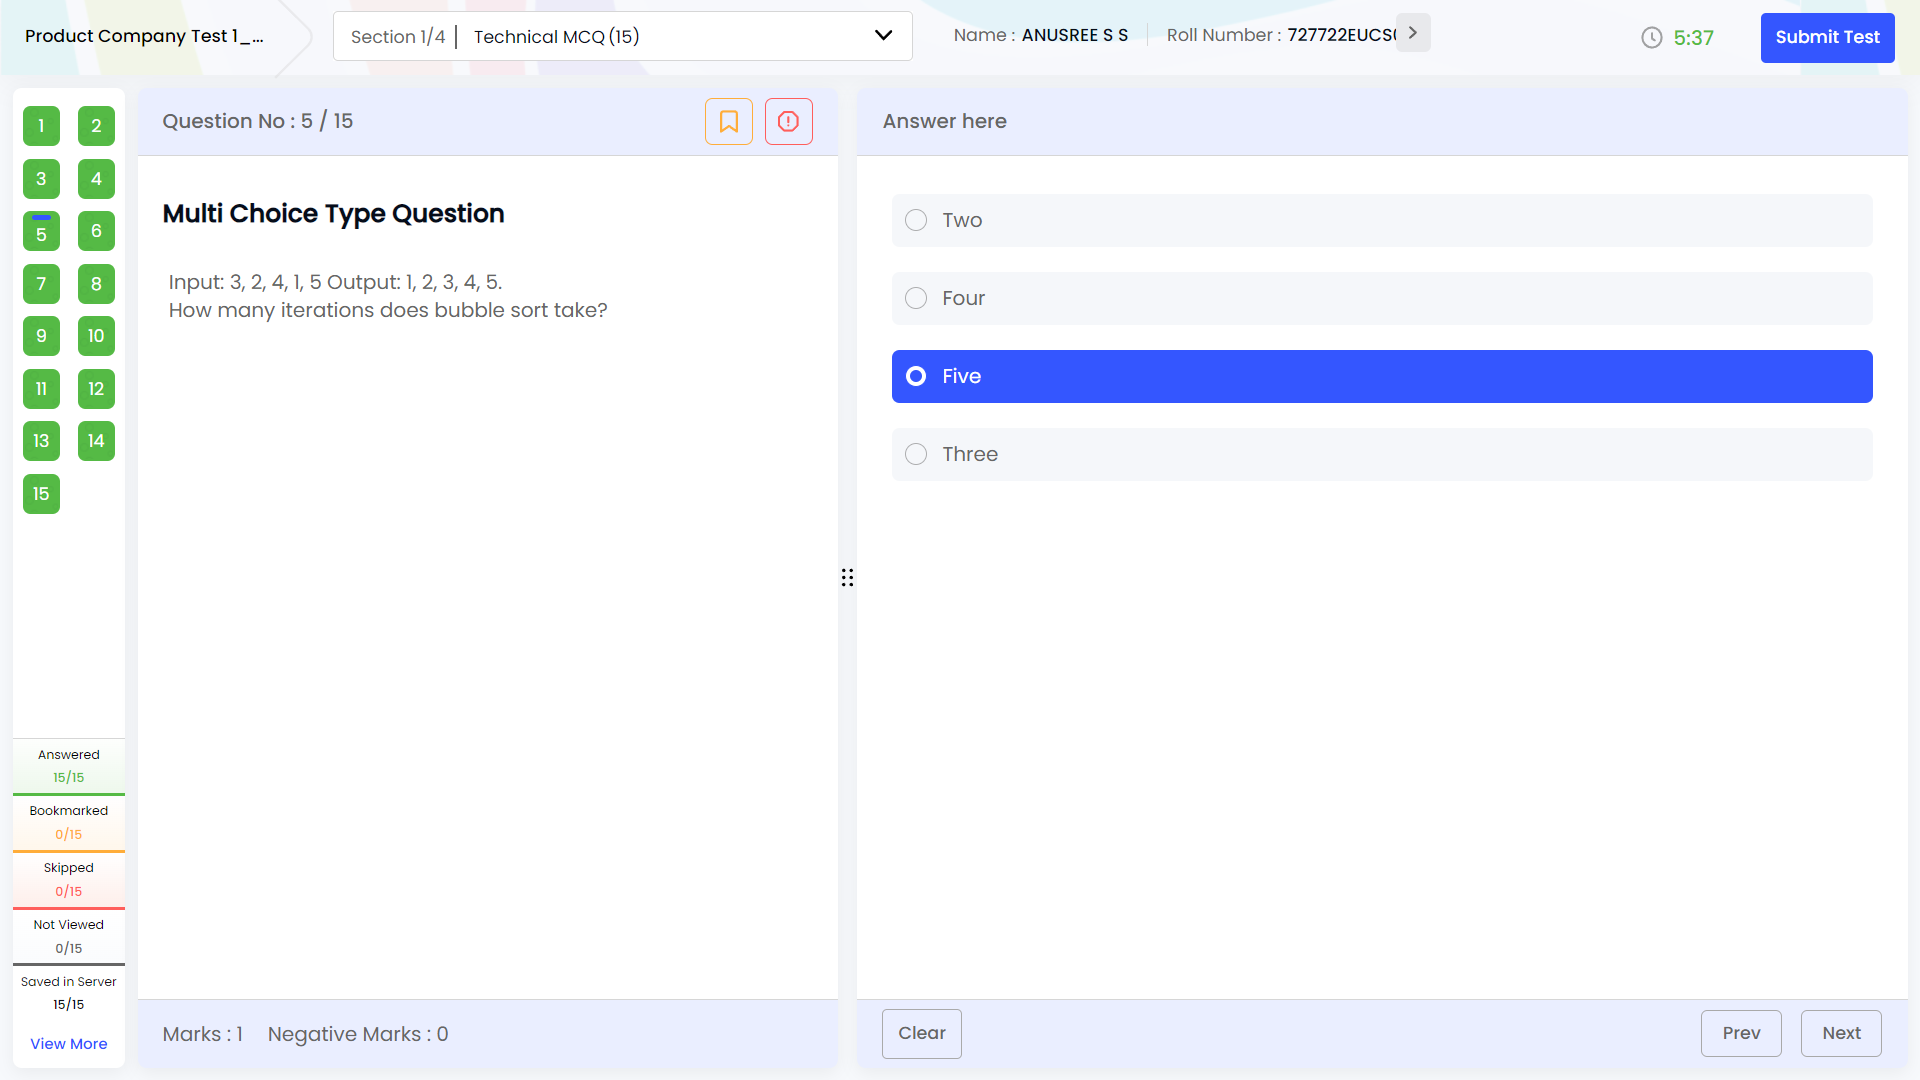 Product Company Test 1_...
Section 1/4 | Technical MCQ (15)
Name : ANUSREE S S
Roll Number : 727722EUCS
5:37
Submit Test
1 2
3 4
5 6
7 8
9 10
11 12
13 14
15
Answered
15/15
Bookmarked
0/15
Skipped
0/15
Not Viewed
0/15
Saved in Server
15/15
View More
Question No : 5 / 15
Multi Choice Type Question
Input: 3, 2, 4, 1, 5 Output: 1, 2, 3, 4, 5.
How many iterations does bubble sort take?
Marks : 1 Negative Marks : 0
Answer here
Two
Four
Five
Three
Clear
Prev
Next